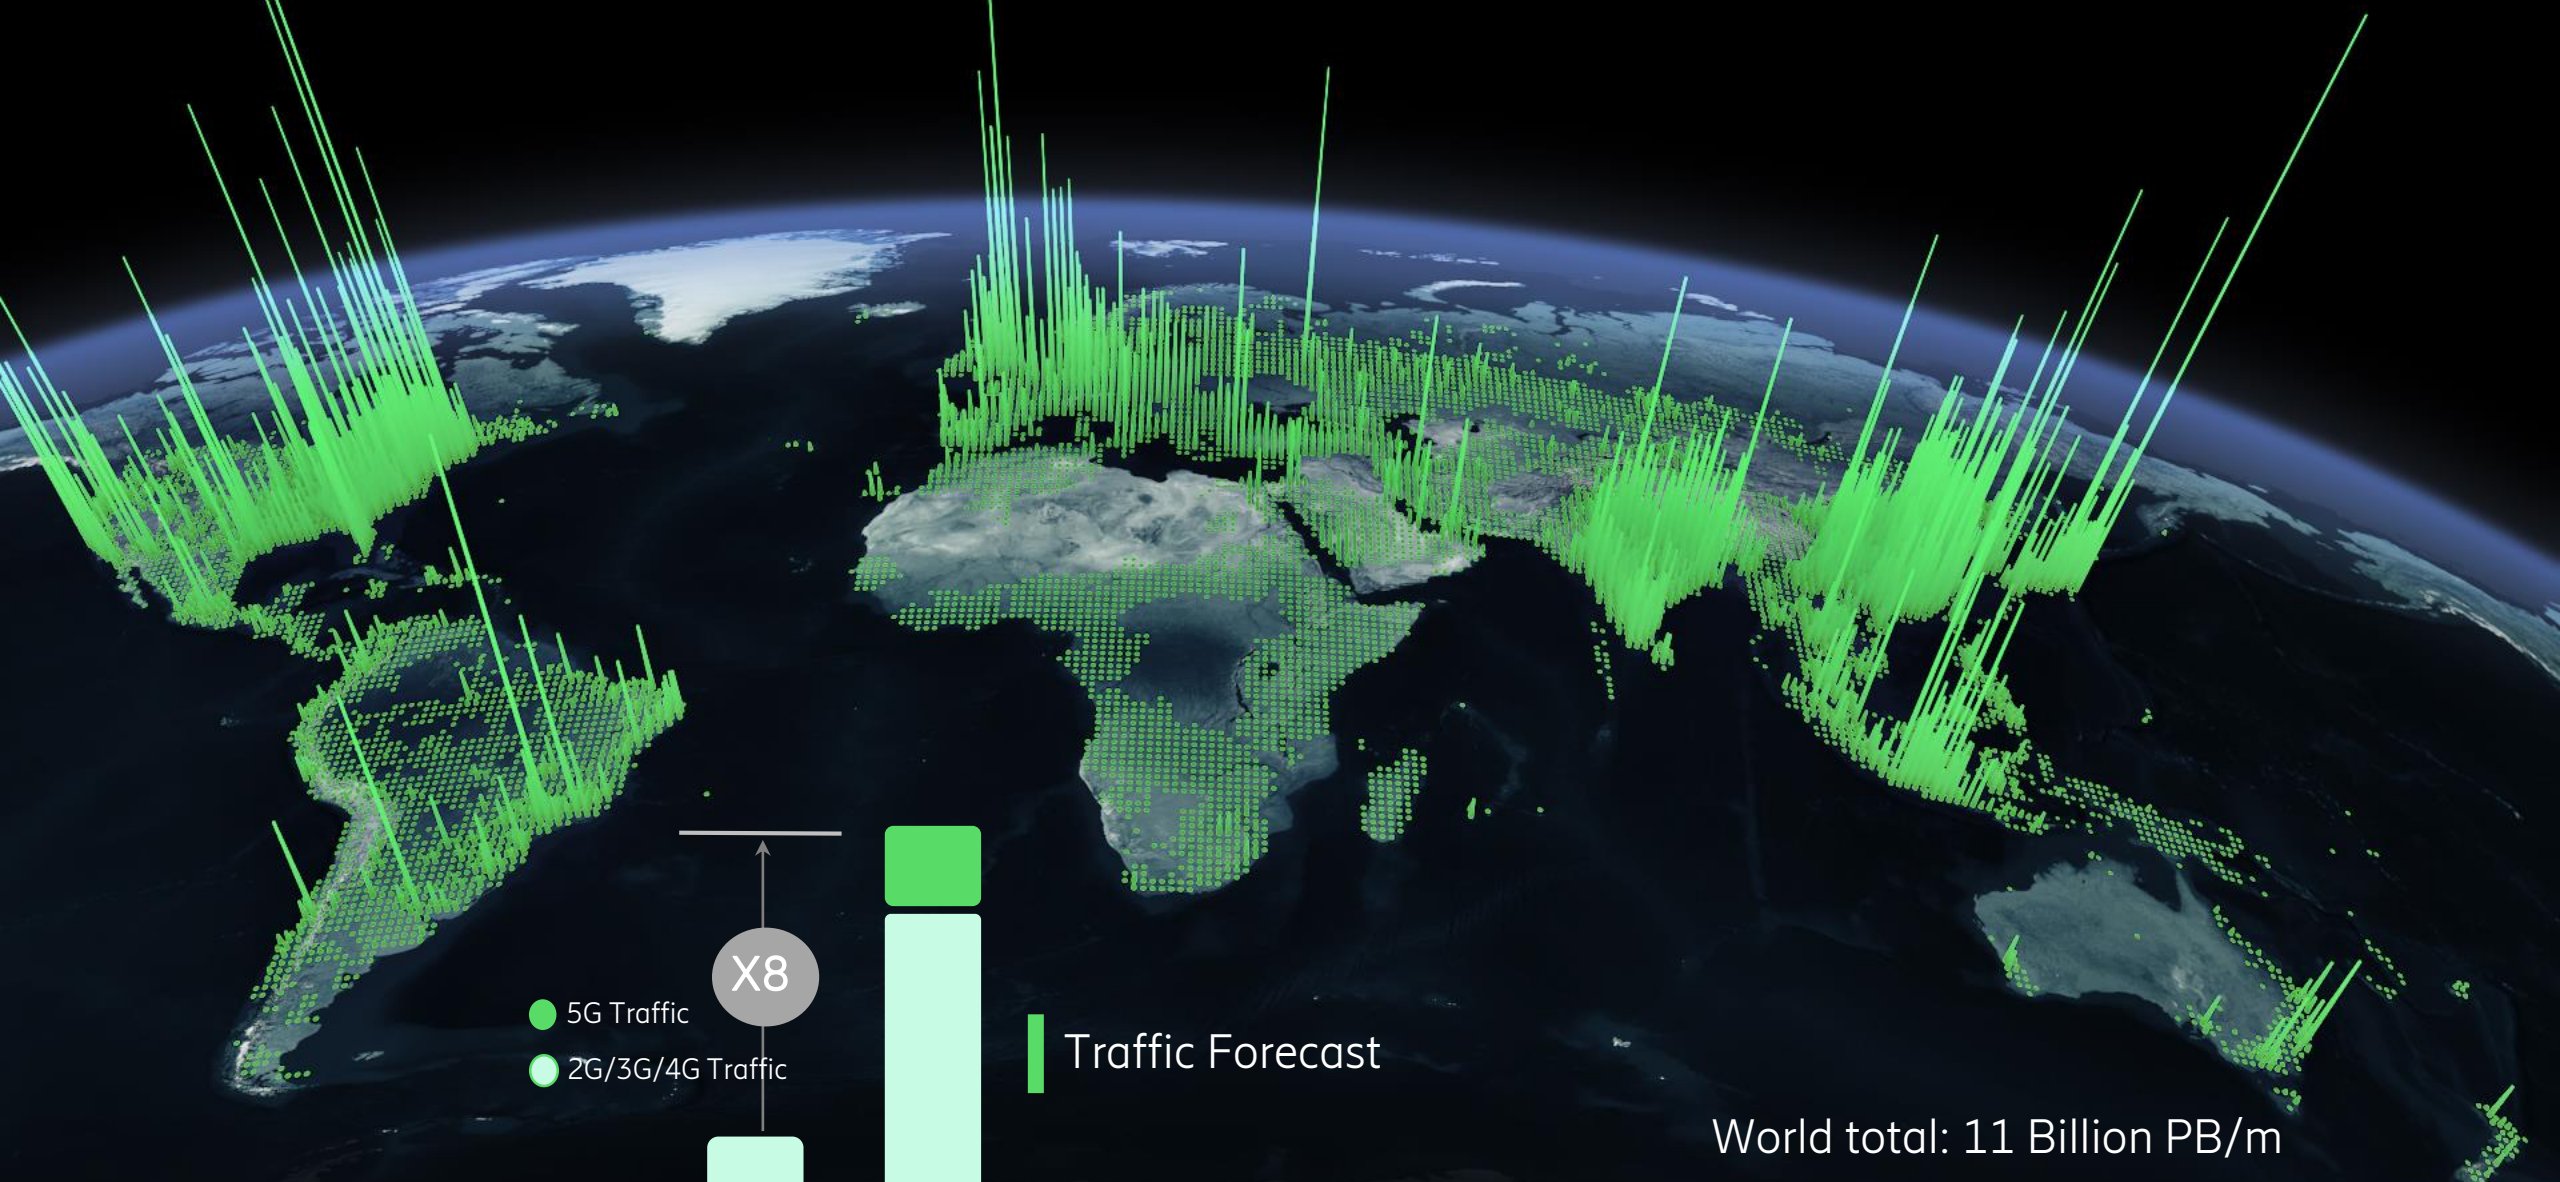 X8
5G Traffic
2G/3G/4G Traffic
Traffic Forecast
World total: 11 Billion PB/m